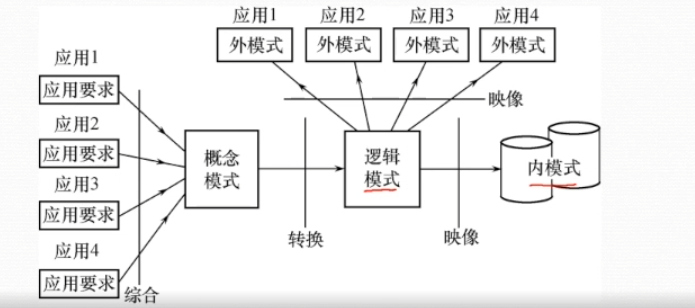 应用1
应用2
应用3
应用4
外模式
外模式
外模式
外模式
映像
应用1
应用要求
应用2
应用要求
应用3
应用要求
应用4
应用要求
综合
概念
模式
转换
逻辑
模式
映像
内模式